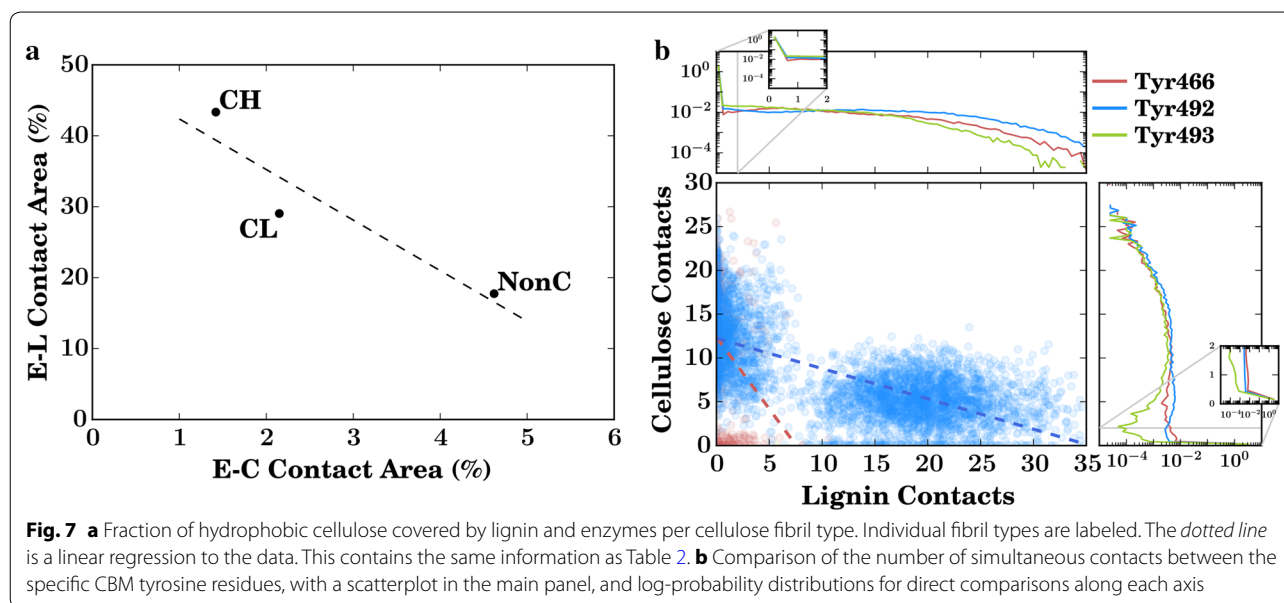 a
50
40
30
20
10
0
0 1 2 3 4 5 6
E-L Contact Area (%)
E-C Contact Area (%)
CH
CL
NonC
b
10^0
10^-2
10^-4
10^0
10^-2
10^-4
0 1 2
Tyr466
Tyr492
Tyr493
30
25
20
15
10
5
0
0 5 10 15 20 25 30 35
Cellulose Contacts
Lignin Contacts
2
1
0
10^-4 10^-2 10^0
10^-4 10^-2 10^0
Fig. 7 a Fraction of hydrophobic cellulose covered by lignin and enzymes per cellulose fibril type. Individual fibril types are labeled. The dotted line
is a linear regression to the data. This contains the same information as Table 2. b Comparison of the number of simultaneous contacts between the
specific CBM tyrosine residues, with a scatterplot in the main panel, and log-probability distributions for direct comparisons along each axis